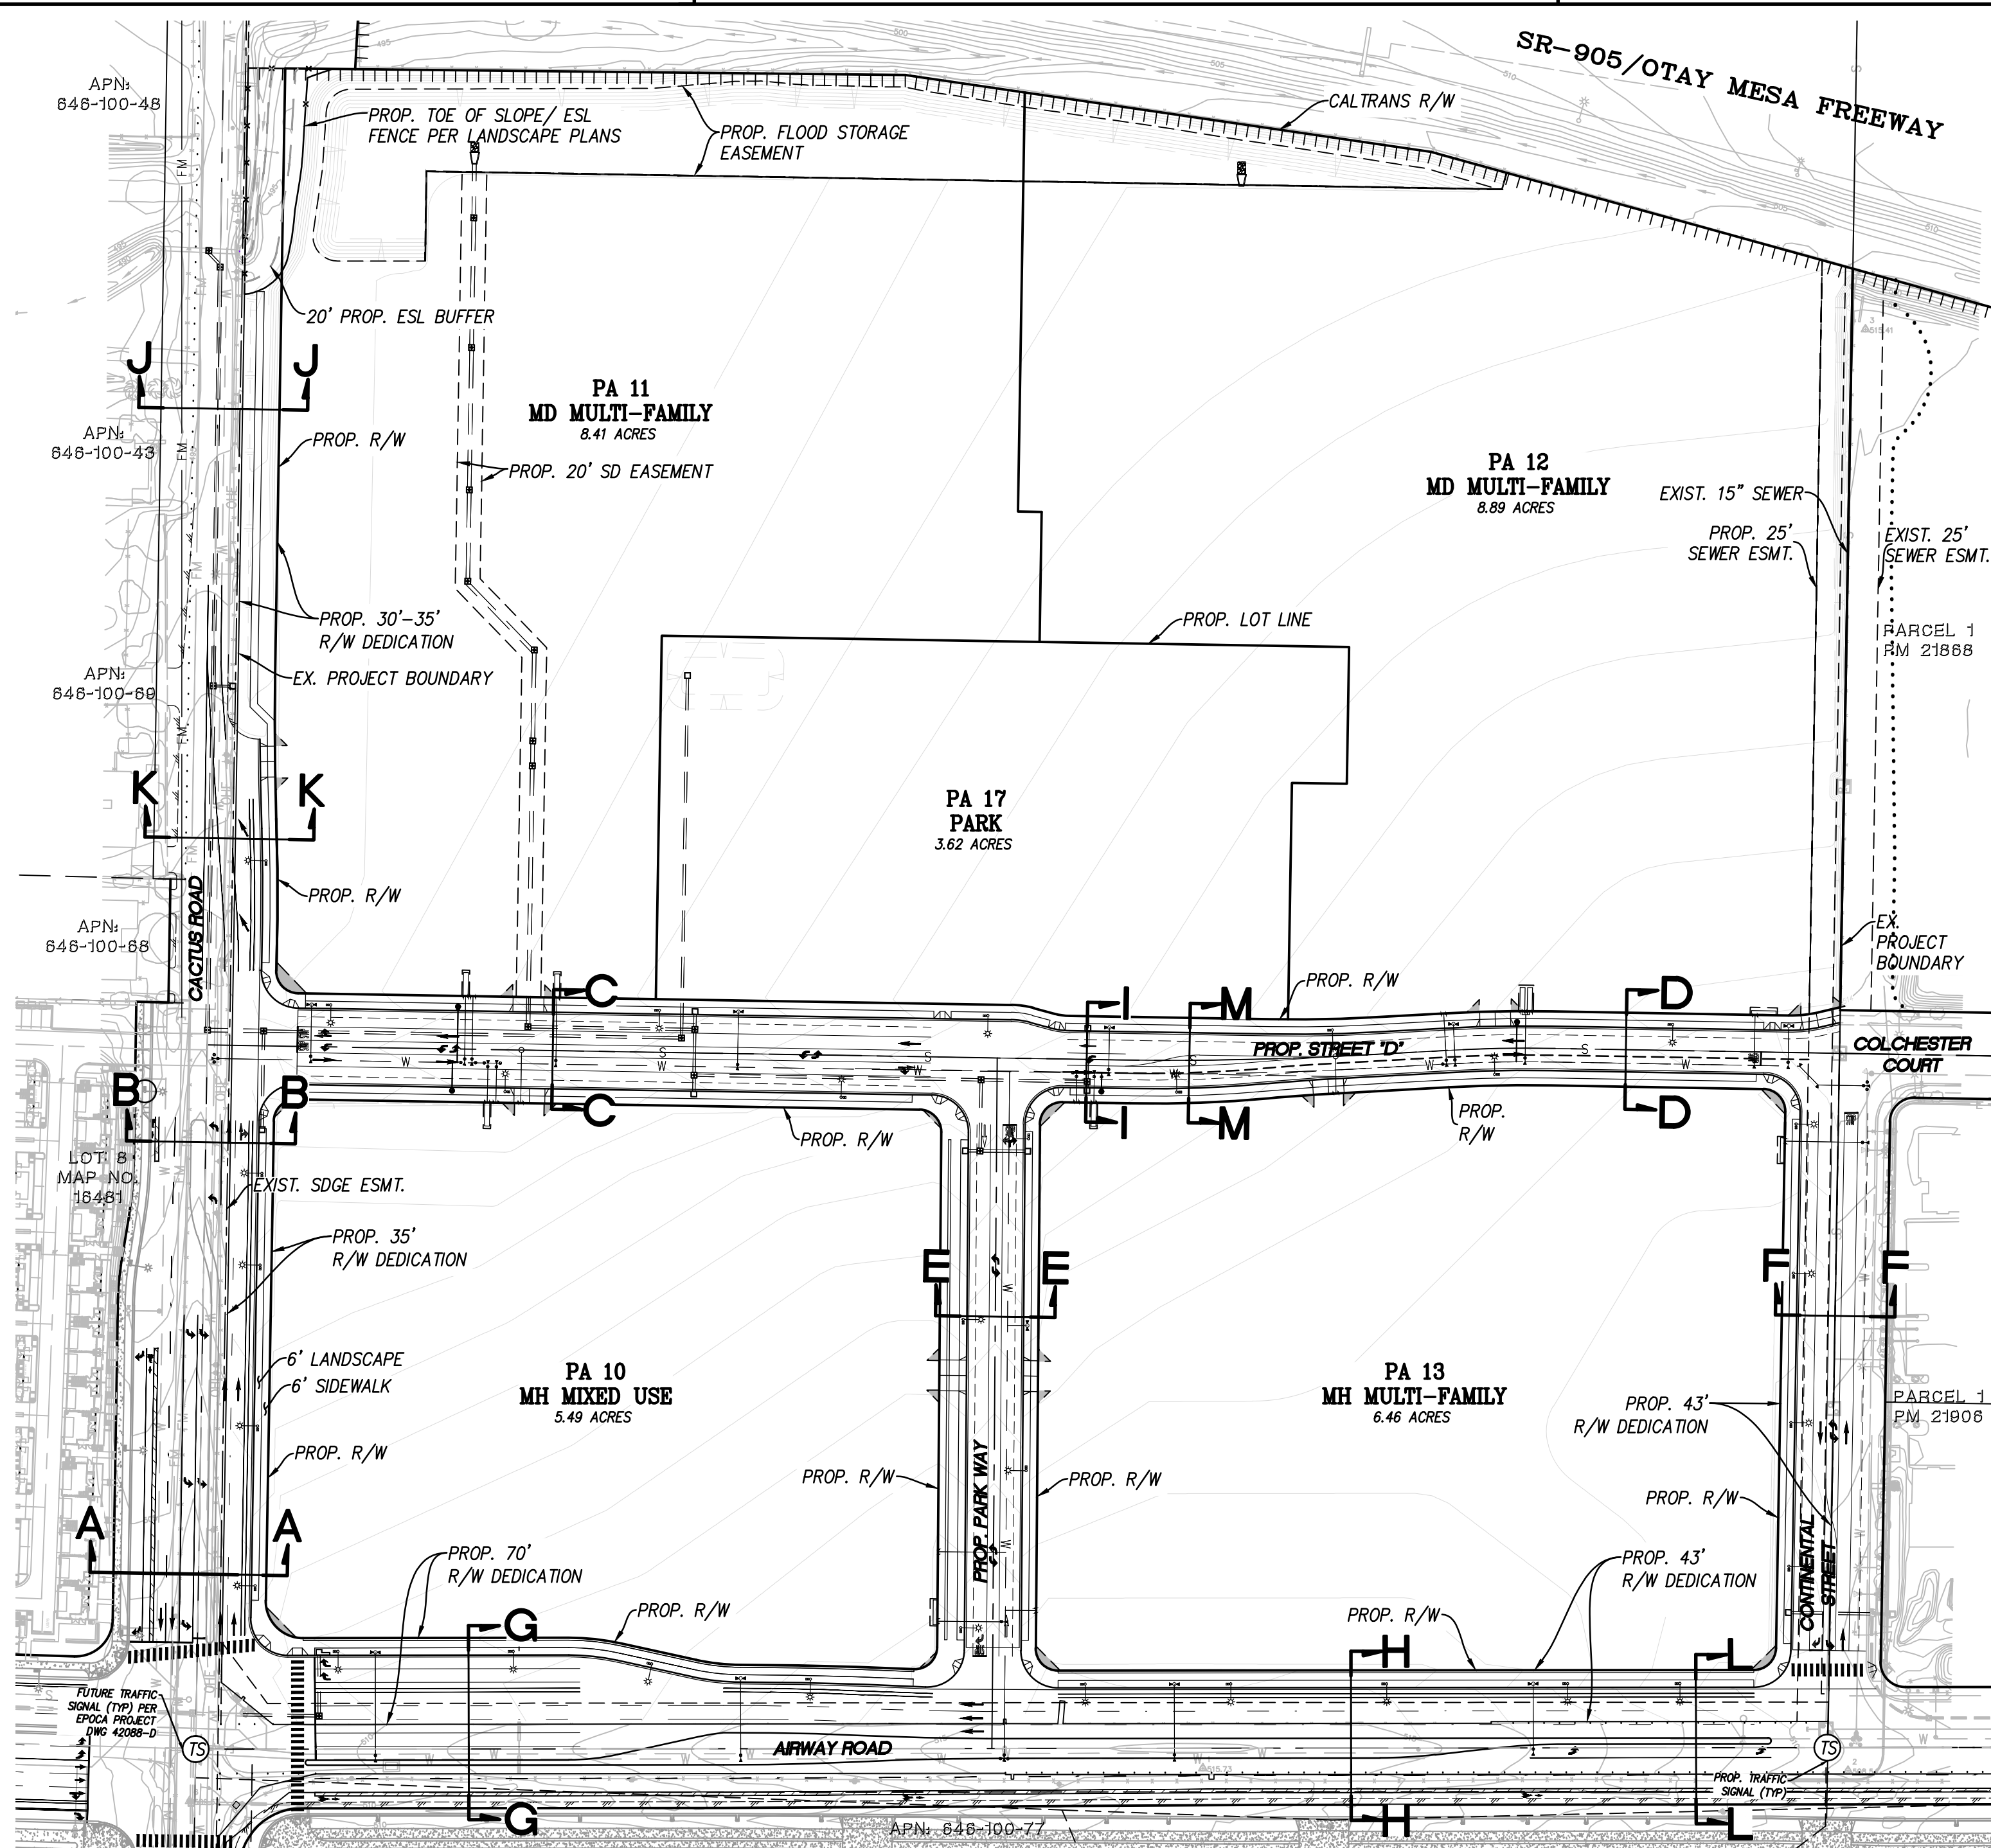 SR-905/OTAY MESA FREEWAY
APN:
646-100-48
PROP. TOE OF SLOPE/ ESL
FENCE PER LANDSCAPE PLANS
PROP. FLOOD STORAGE
EASEMENT
CALTRANS R/W
20' PROP. ESL BUFFER
J
J
PA 11
MD MULTI-FAMILY
8.41 ACRES
APN:
646-100-43
PROP. R/W
PROP. 20' SD EASEMENT
PA 12
MD MULTI-FAMILY
8.89 ACRES
EXIST. 15" SEWER
PROP. 25'
SEWER ESMT.
EXIST. 25'
SEWER ESMT.
PROP. 30'-35'
R/W DEDICATION
PROP. LOT LINE
PARCEL 1
PM 21868
APN:
646-100-69
EX. PROJECT BOUNDARY
K
K
PA 17
PARK
3.62 ACRES
PROP. R/W
CACTUS ROAD
APN:
646-100-68
EX.
PROJECT
BOUNDARY
C
I
M
PROP. R/W
D
PROP. STREET "D"
COLCHESTER
COURT
B
B
C
I
M
D
PROP. R/W
PROP.
R/W
LOT 8
MAP NO.
16481
EXIST. SDGE ESMT.
PROP. 35'
R/W DEDICATION
E
E
F
F
6' LANDSCAPE
6' SIDEWALK
PA 10
MH MIXED USE
5.49 ACRES
PA 13
MH MULTI-FAMILY
6.46 ACRES
PROP. 43'
R/W DEDICATION
PARCEL 1
PM 21906
PROP. R/W
PROP. R/W
PROP. PARK WAY
PROP. R/W
PROP. R/W
CONTINENTAL
STREET
A
A
PROP. 70'
R/W DEDICATION
PROP. 43'
R/W DEDICATION
G
PROP. R/W
PROP. R/W
H
L
FUTURE TRAFFIC
SIGNAL (TYP) PER
EPOCA PROJECT
DWG 42088-D
TS
AIRWAY ROAD
TS
PROP. TRAFFIC
SIGNAL (TYP)
G
H
L
APN: 646-100-77